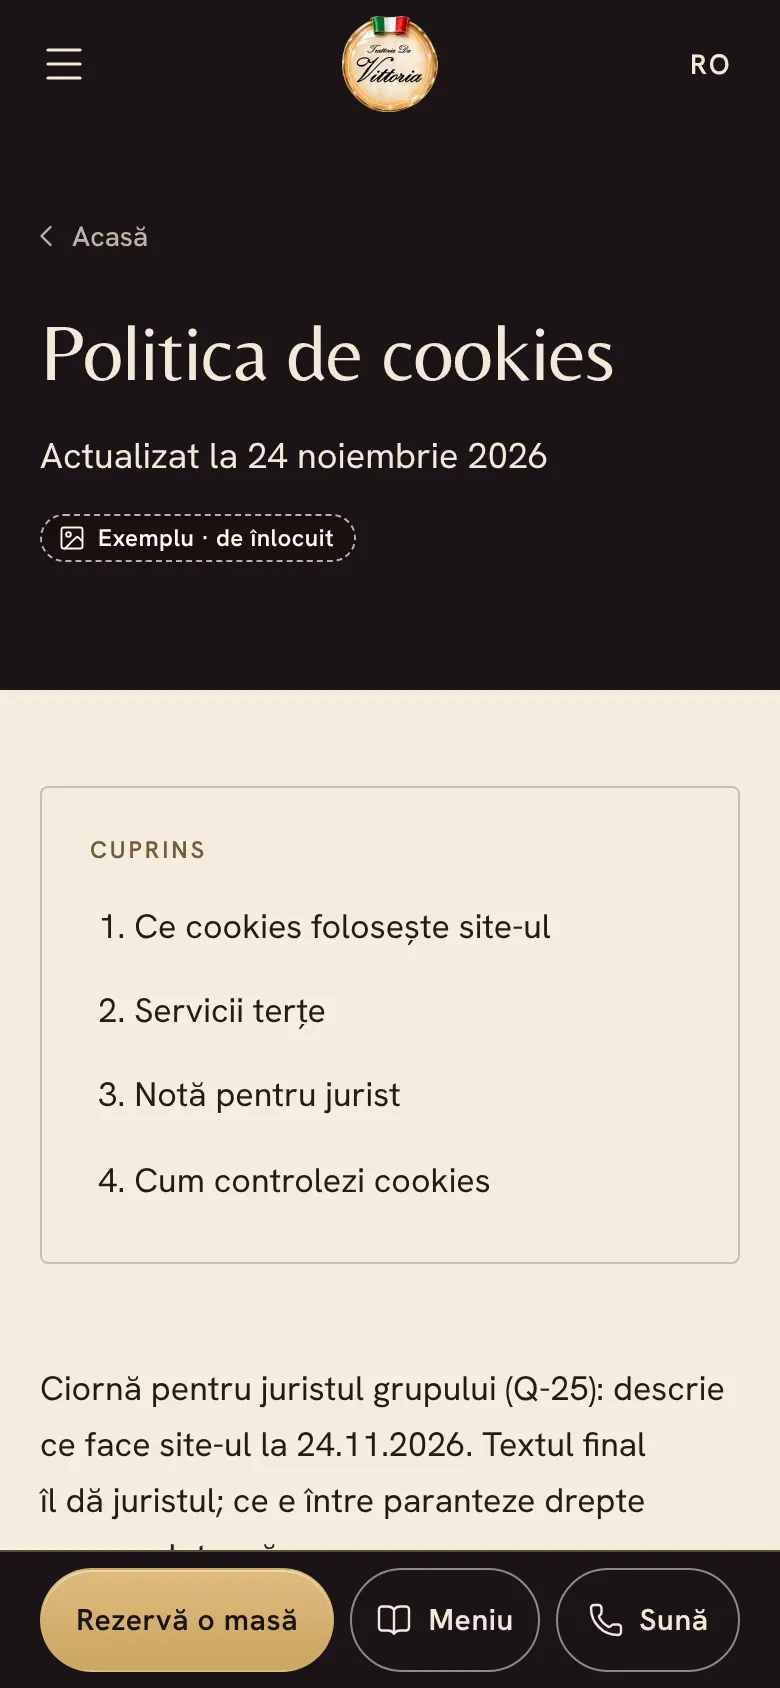 Trattoria Da
Vittoria
RO
Acasă
Politica de cookies
Actualizat la 24 noiembrie 2026
Exemplu · de înlocuit
CUPRINS
1. Ce cookies folosește site-ul
2. Servicii terțe
3. Notă pentru jurist
4. Cum controlezi cookies
Ciornă pentru juristul grupului (Q-25): descrie
ce face site-ul la 24.11.2026. Textul final
îl dă juristul; ce e între paranteze drepte
Rezervă o masă
Meniu
Sună